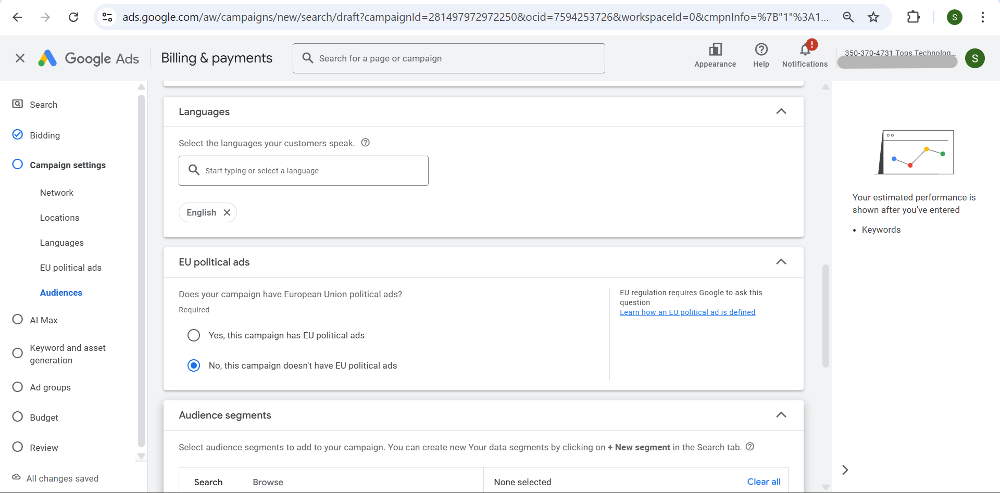 ads.google.com/aw/campaigns/new/search/draft?campaignId=281497972972250&ocid=7594253726&workspaceId=0&cmpnInfo=%7B"1"%3A1...
S
Google Ads
Billing & payments
Search for a page or campaign
Appearance
Help
!
Notifications
350-370-4731 Tops Technolog...
S
Search
Bidding
Campaign settings
Network
Locations
Languages
EU political ads
Audiences
AI Max
Keyword and asset
generation
Ad groups
Budget
Review
All changes saved
Languages
Select the languages your customers speak.
Start typing or select a language
English
EU political ads
Does your campaign have European Union political ads?
Required
Yes, this campaign has EU political ads
No, this campaign doesn't have EU political ads
EU regulation requires Google to ask this
question
Learn how an EU political ad is defined
Audience segments
Select audience segments to add to your campaign. You can create new Your data segments by clicking on + New segment in the Search tab.
Search
Browse
None selected
Clear all
Your estimated performance is
shown after you've entered
• Keywords